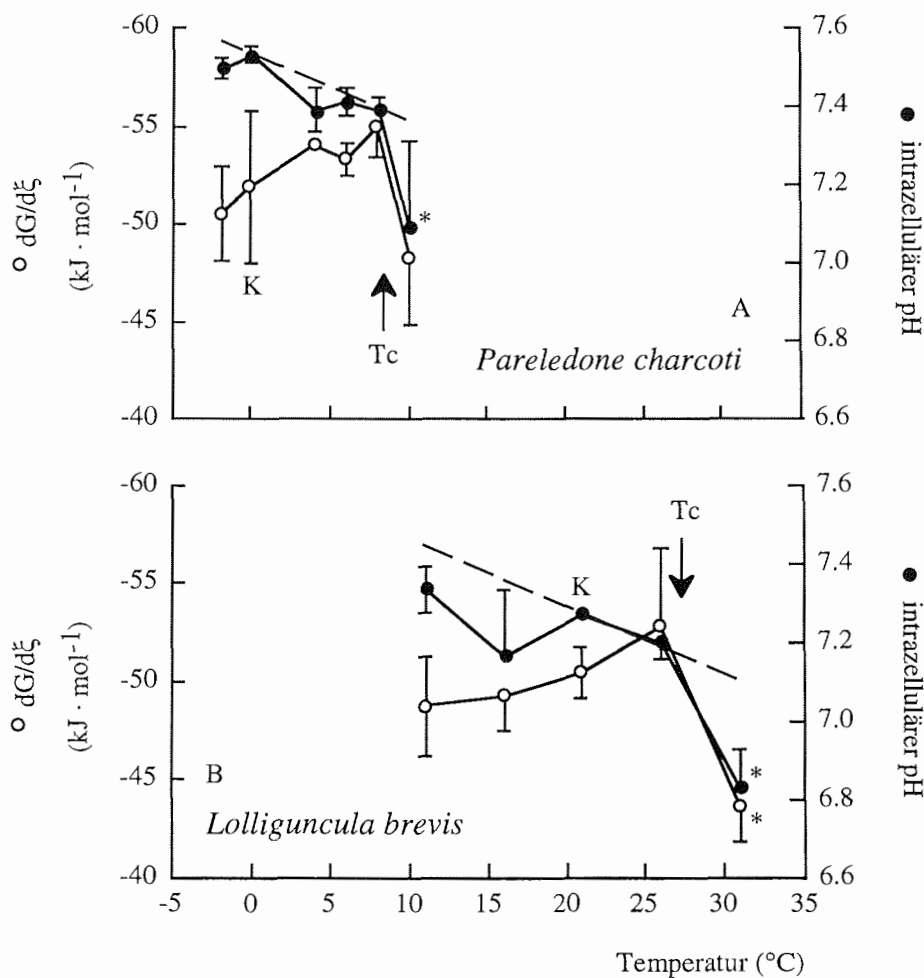 -60
-55
-50
-45
-40
○ dG/dξ
(kJ · mol⁻¹)
7.6
7.4
7.2
7.0
6.8
6.6
● intrazellulärer pH
*
K
Tc
A
Pareledone charcoti
-60
-55
-50
-45
-40
○ dG/dξ
(kJ · mol⁻¹)
7.6
7.4
7.2
7.0
6.8
6.6
● intrazellulärer pH
Tc
K
*
*
B
Lolliguncula brevis
-5 0 5 10 15 20 25 30 35
Temperatur (°C)